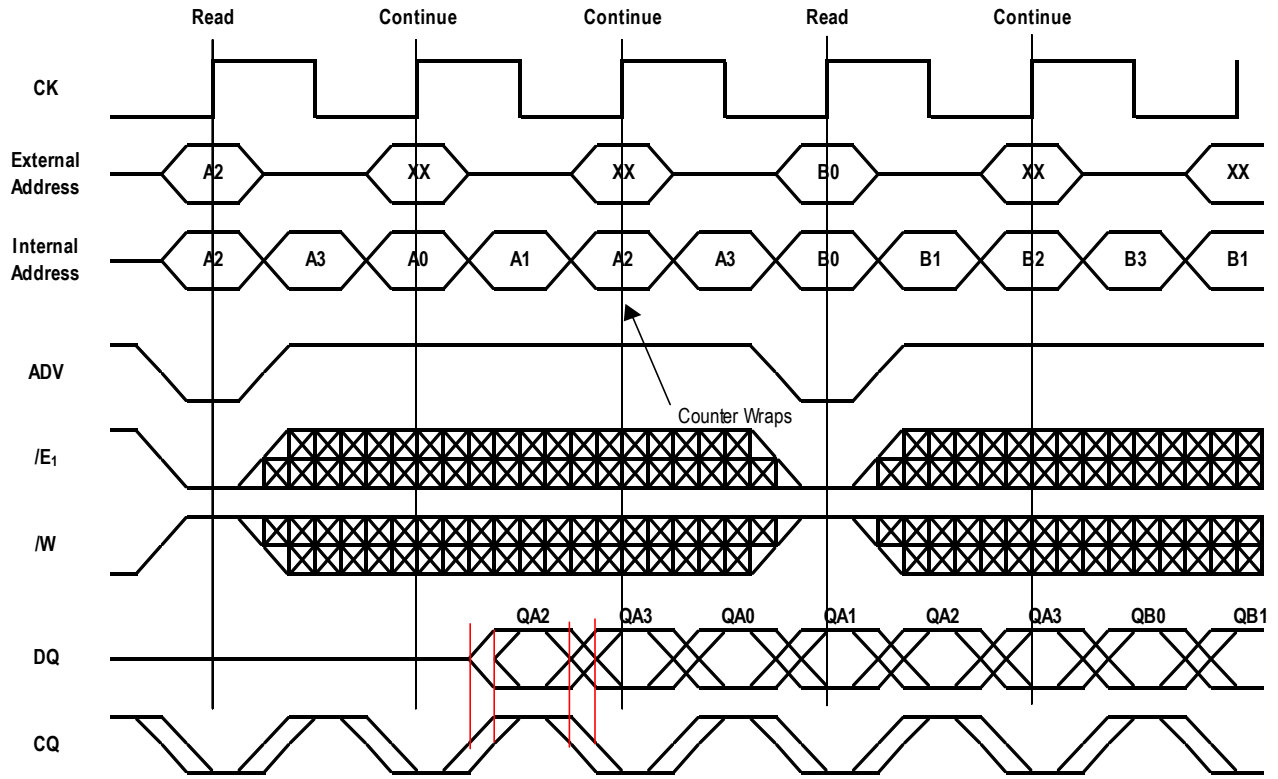 Read Continue Continue Read Continue
CK
External
Address
A2 XX XX B0 XX XX
Internal
Address
A2 A3 A0 A1 A2 A3 B0 B1 B2 B3 B1
ADV
Counter Wraps
/E1
/W
QA2 QA3 QA0 QA1 QA2 QA3 QB0 QB1
DQ
CQ